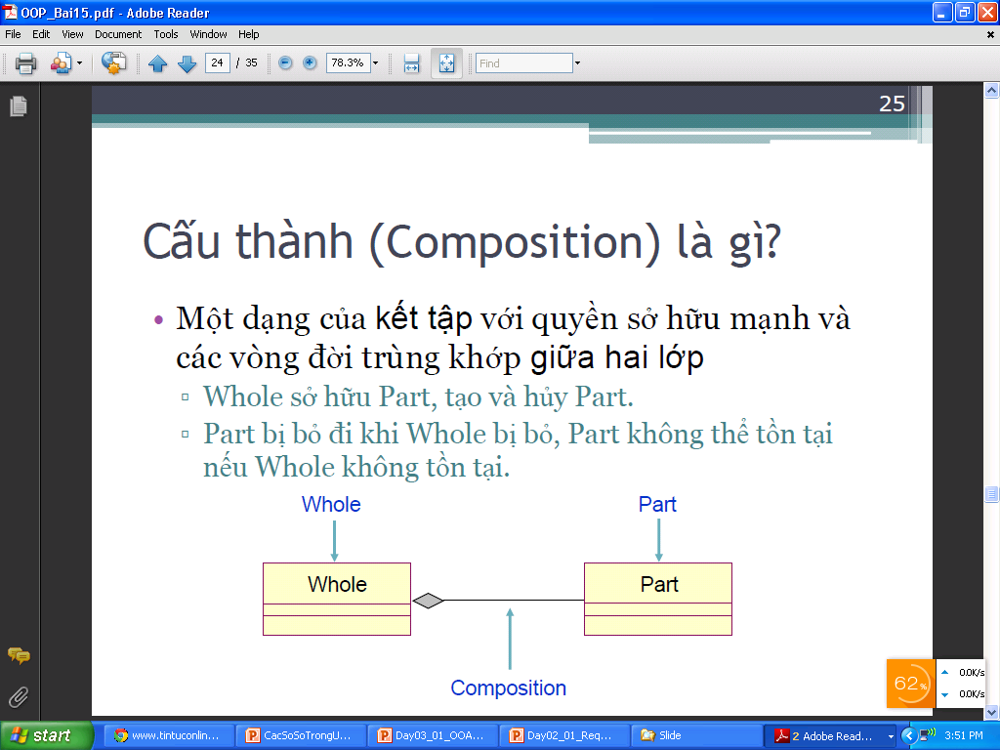 OOP_Bai15.pdf - Adobe Reader
File Edit View Document Tools Window Help
24 / 35 78.3% Find
25
Cấu thành (Composition) là gì?
Một dạng của kết tập với quyền sở hữu mạnh và
các vòng đời trùng khớp giữa hai lớp
Whole sở hữu Part, tạo và hủy Part.
Part bị bỏ đi khi Whole bị bỏ, Part không thể tồn tại
nếu Whole không tồn tại.
Whole Part
Whole Part
Composition
62% 0.0K/s
0.0K/s
start www.tintuconlin... CacSoSoTrongU... Day03_01_OOA... Day02_01_Req... Slide 2 Adobe Read... 3:51 PM